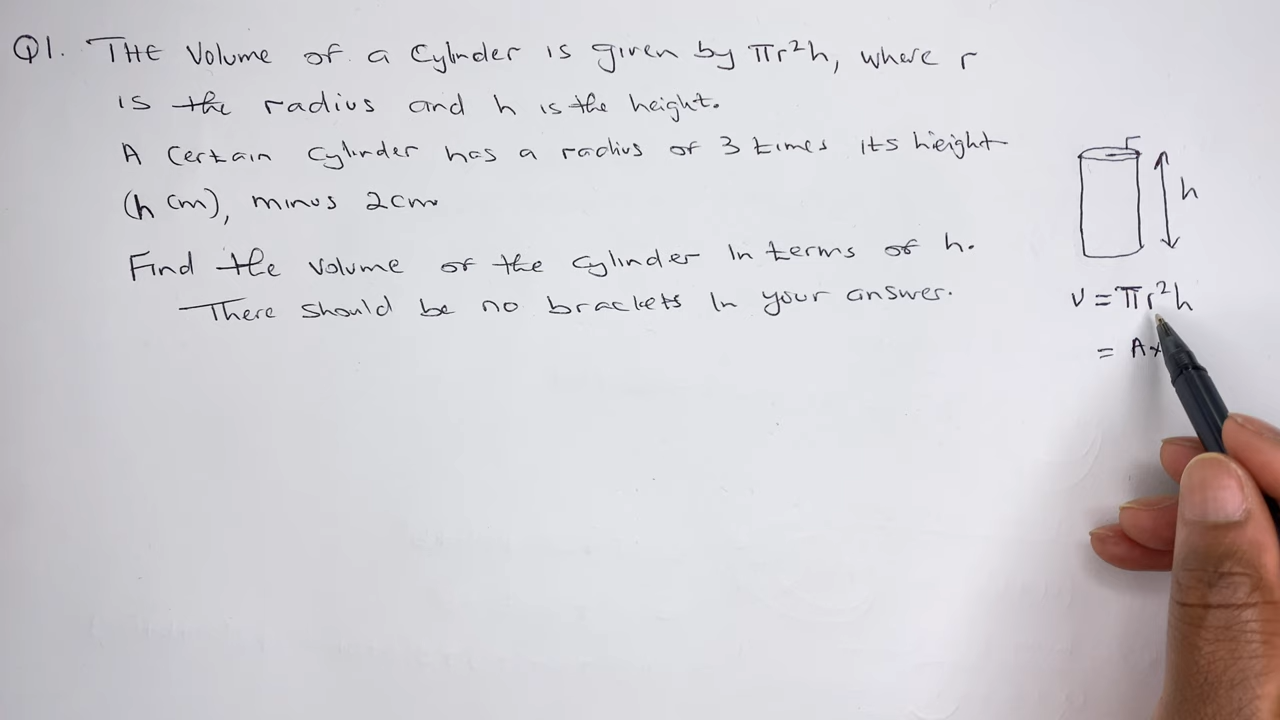 Q1. THE Volume of a Cylinder is given by πr²h, where r
is the radius and h is the height.
A Certain Cylinder has a radius of 3 times its height
(h cm), minus 2cm
Find the Volume of the Cylinder In terms of h.
There should be no brackets In your answer.
h
V = πr²h
= A×